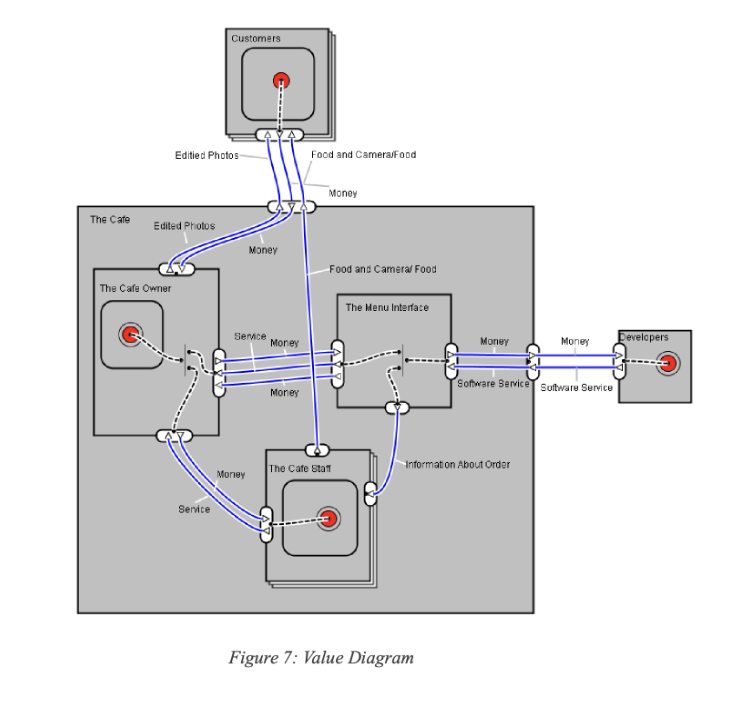 Customers
Editied Photos
Food and Camera/Food
Money
The Cafe
Edited Photos
Money
Food and Camera/ Food
The Cafe Owner
The Menu Interface
Service
Money
Money
Money
Software Service
Money
Software Service
Developers
Money
Service
The Cafe Staff
Information About Order
Figure 7: Value Diagram